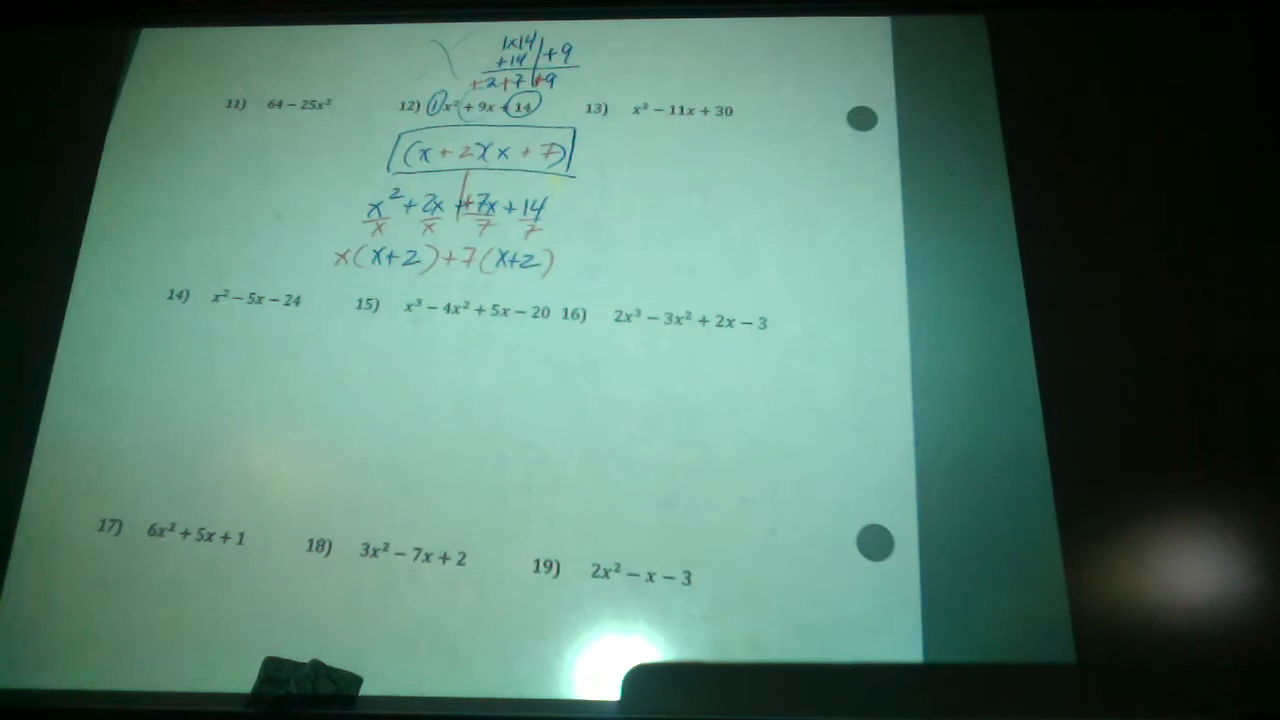 1x14 +9
+14
+2+7 +9
11) 64 − 25x² 12) 1x² + 9x + 14 13) x² − 11x + 30
(x + 2)(x + 7)
x² + 2x + 7x + 14
x x 7 7
x(x+2)+7(x+2)
14) x² − 5x − 24 15) x³ − 4x² + 5x − 20 16) 2x³ − 3x² + 2x − 3
17) 6x² + 5x + 1 18) 3x² − 7x + 2 19) 2x² − x − 3